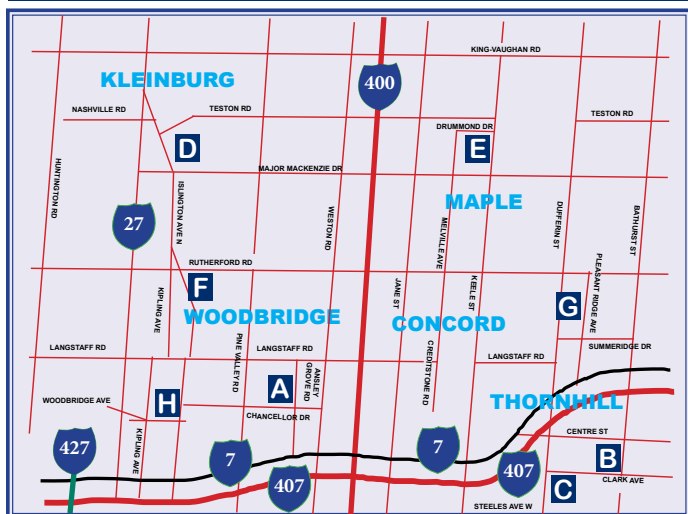 KING-VAUGHAN RD
KLEINBURG
400
NASHVILLE RD
TESTON RD
TESTON RD
DRUMMOND DR
D
E
MAJOR MACKENZIE DR
HUNTINGTON RD
ISLINGTON AVE N
MAPLE
WESTON RD
MELVILLE AVE
DUFFERIN ST
BATHURST ST
27
RUTHERFORD RD
PLEASANT RIDGE AVE
F
KIPLING AVE
JANE ST
KEELE ST
G
WOODBRIDGE
CONCORD
PINE VALLEY RD
LANGSTAFF RD
LANGSTAFF RD
ANSLEY
GROVE RD
CREDITSTONE RD
LANGSTAFF RD
SUMMERIDGE DR
A
WOODBRIDGE AVE
H
CHANCELLOR DR
THORNHILL
KIPLING AVE
CENTRE ST
427
7
7
B
407
407
C
CLARK AVE
STEELES AVE W